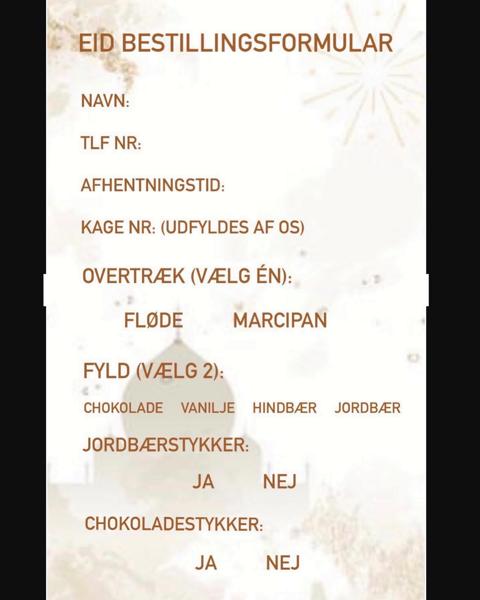 EID BESTILLINGSFORMULAR
NAVN:
TLF NR:
AFHENTNINGSTID:
KAGE NR: (UDFYLDES AF OS)
OVERTRÆK (VÆLG ÉN):
FLØDE MARCIPAN
FYLD (VÆLG 2):
CHOKOLADE VANILJE HINDBÆR JORDBÆR
JORDBÆRSTYKKER:
JA NEJ
CHOKOLADESTYKKER:
JA NEJ